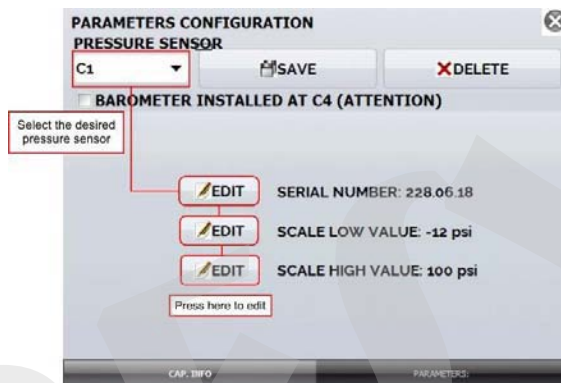 PARAMETERS CONFIGURATION
PRESSURE SENSOR
C1 SAVE DELETE
BAROMETER INSTALLED AT C4 (ATTENTION)
Select the desired
pressure sensor
EDIT SERIAL NUMBER: 228.06.18
EDIT SCALE LOW VALUE: -12 psi
EDIT SCALE HIGH VALUE: 100 psi
Press here to edit
CAP. INFO PARAMETERS: